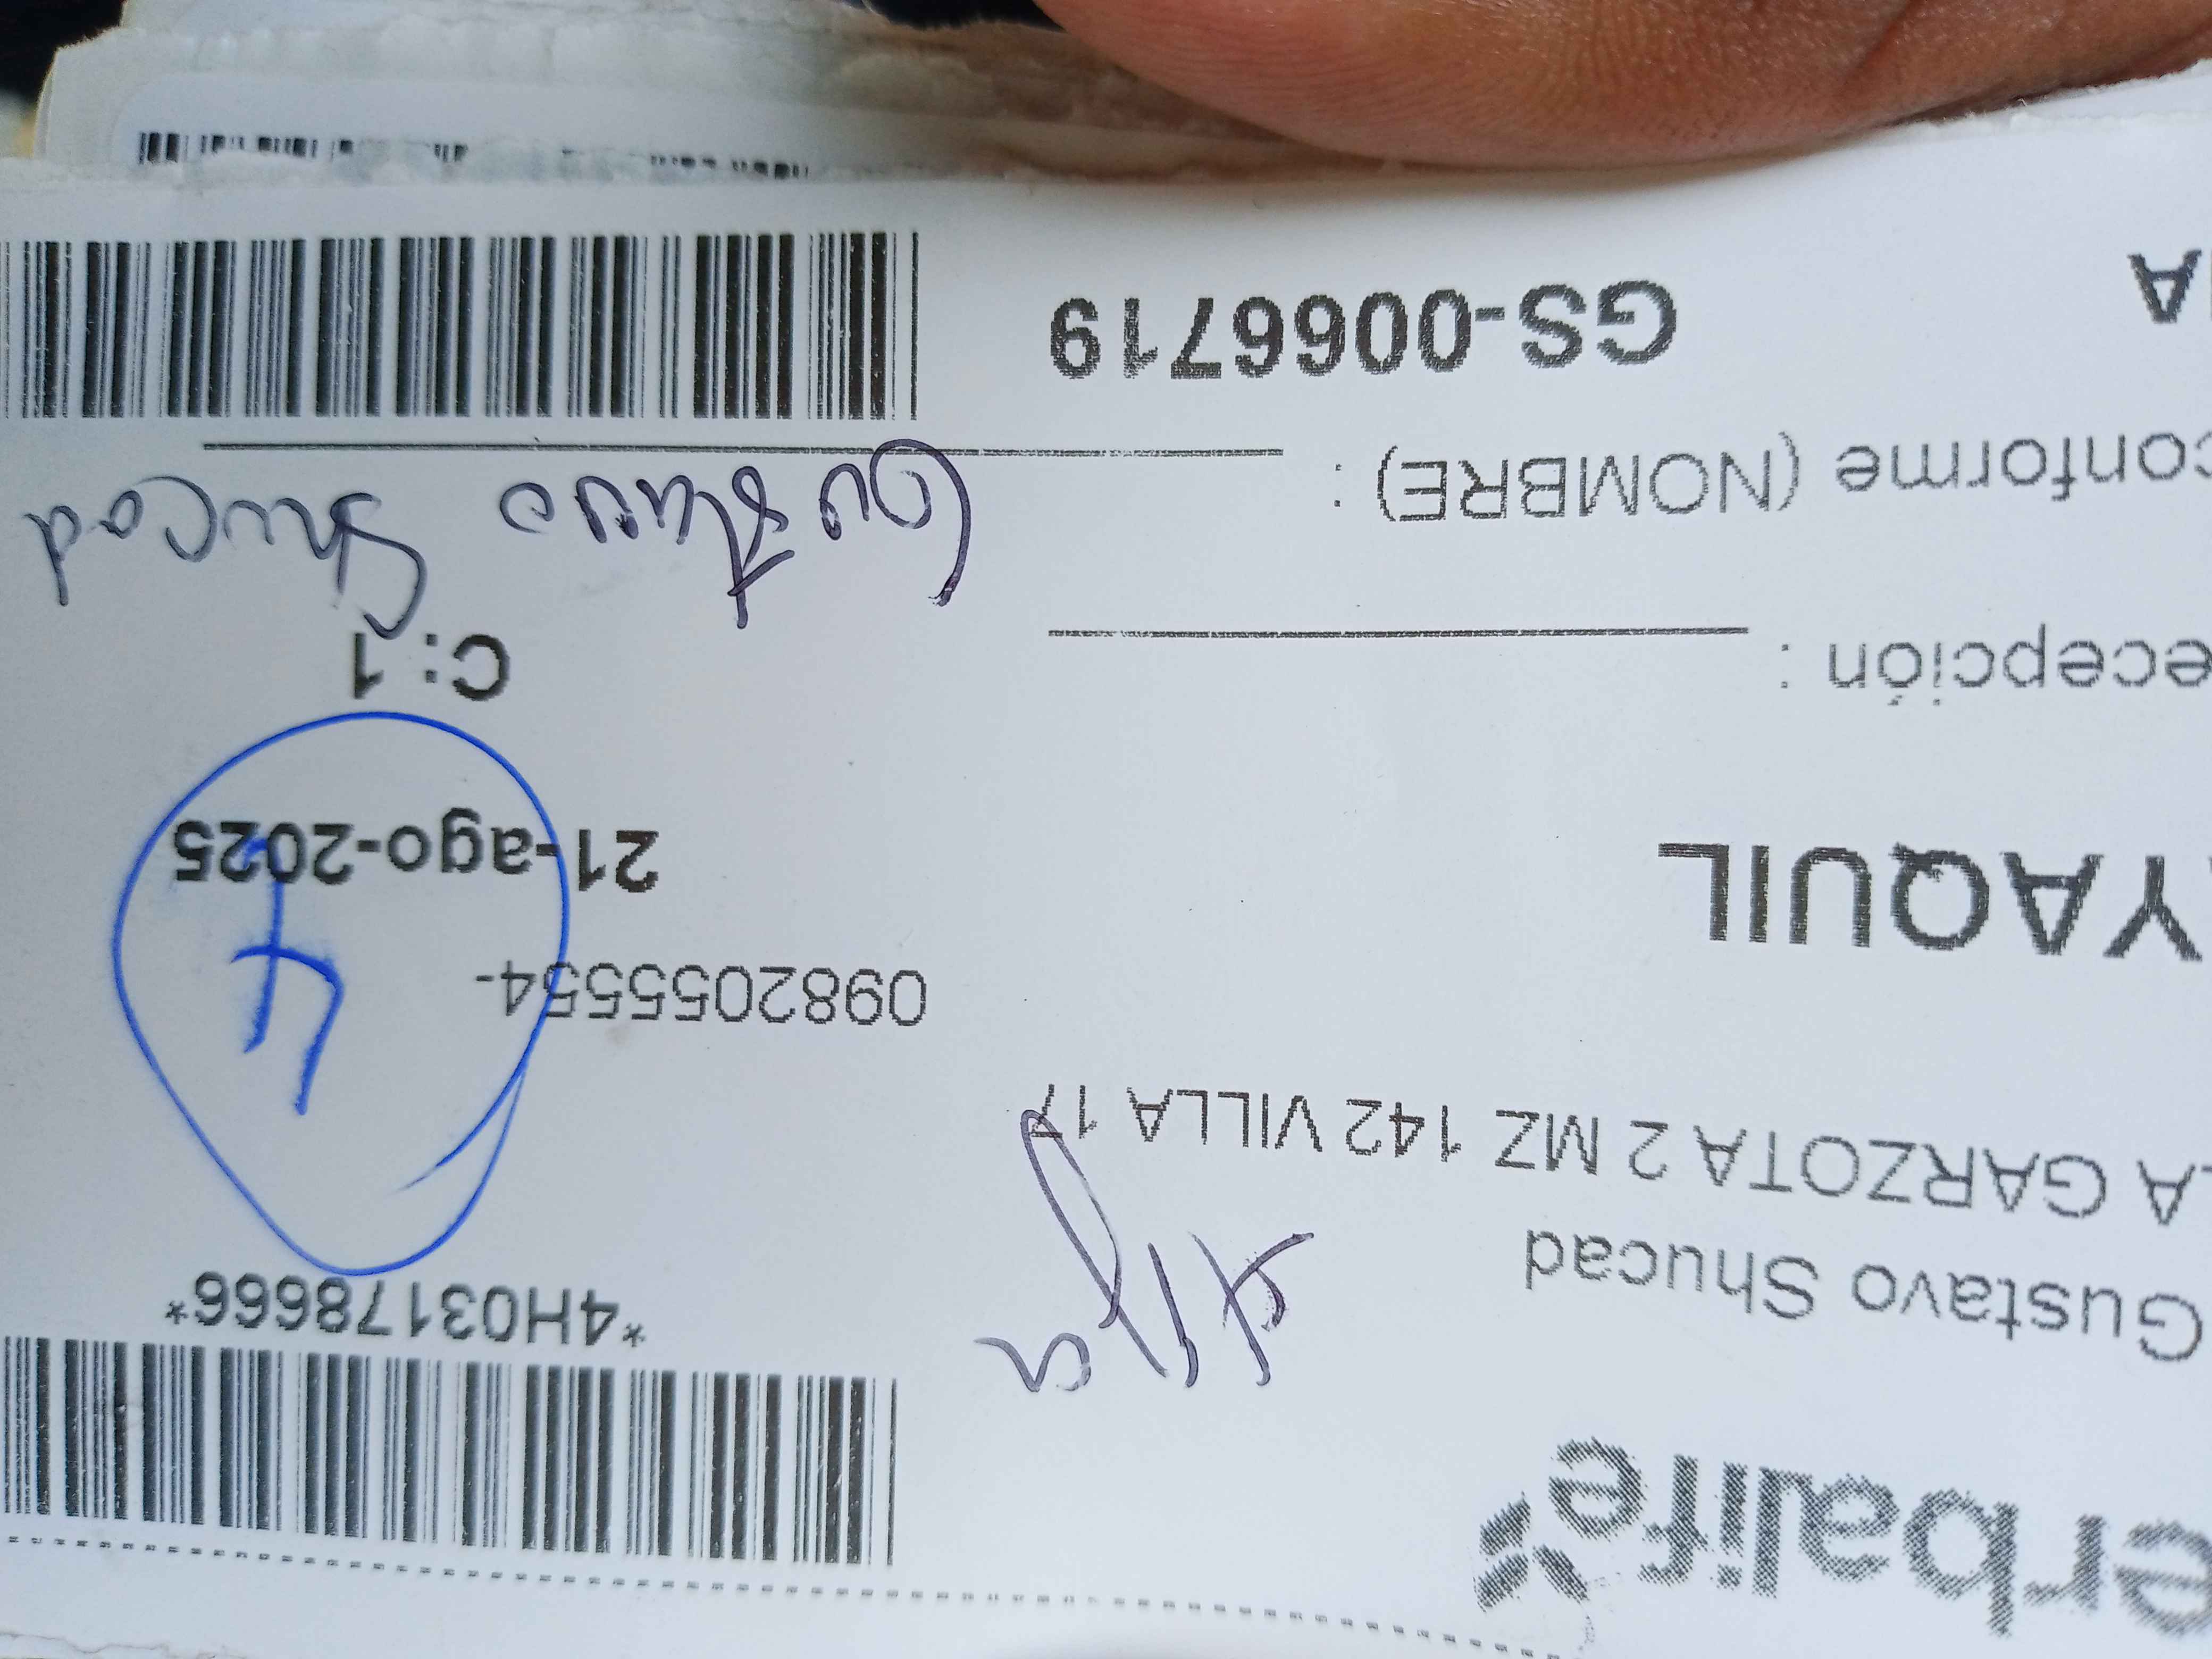 erbalife
*4H03178666*
Gustavo Shucad
A GARZOTA 2 MZ 142 VILLA 17
0982055554-
4
YAQUIL
21-ago-2025
C: 1
ecepción :
conforme (NOMBRE) :
Gustavo Shucad
GS-0066719
A